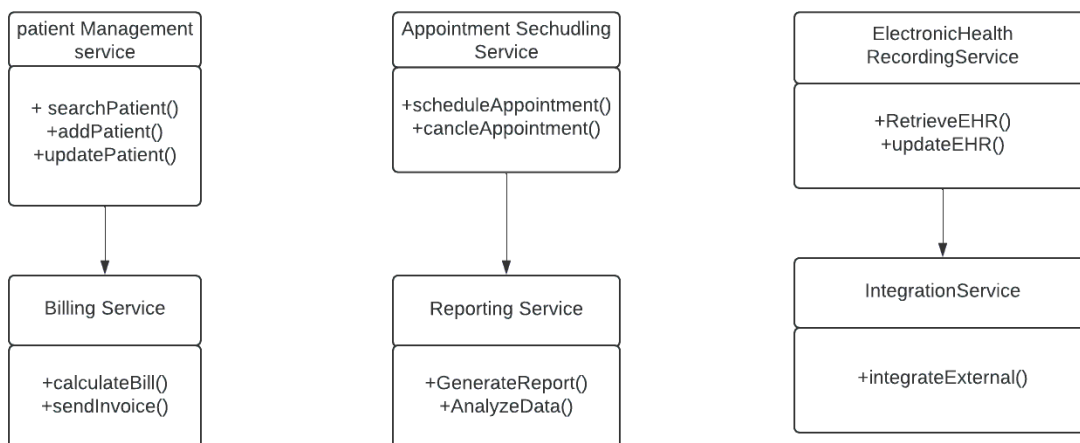 patient Management
service
+ searchPatient()
+addPatient()
+updatePatient()
Appointment Sechudling
Service
+scheduleAppointment()
+cancleAppointment()
ElectronicHealth
RecordingService
+RetrieveEHR()
+updateEHR()
Billing Service
+calculateBill()
+sendInvoice()
Reporting Service
+GenerateReport()
+AnalyzeData()
IntegrationService
+integrateExternal()